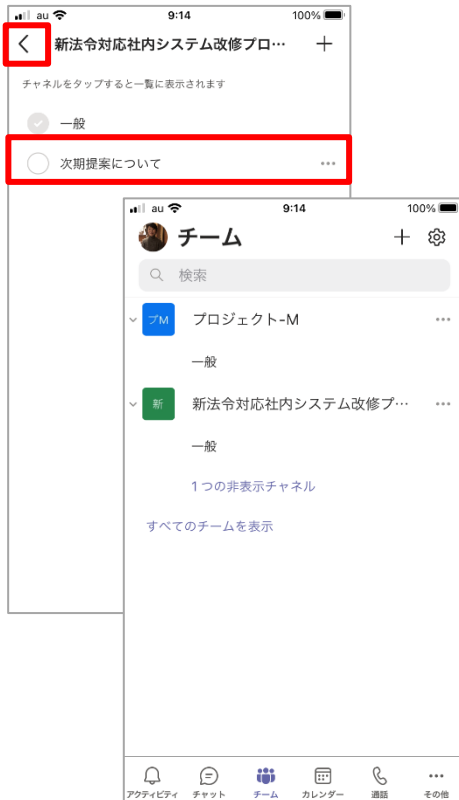 au 9:14 100%
新法令対応社内システム改修プロ…
チャネルをタップすると一覧に表示されます
一般
次期提案について
au 9:14 100%
チーム
検索
プM プロジェクト-M
一般
新 新法令対応社内システム改修プ…
一般
1つの非表示チャネル
すべてのチームを表示
アクティビティ チャット チーム カレンダー 通話 その他